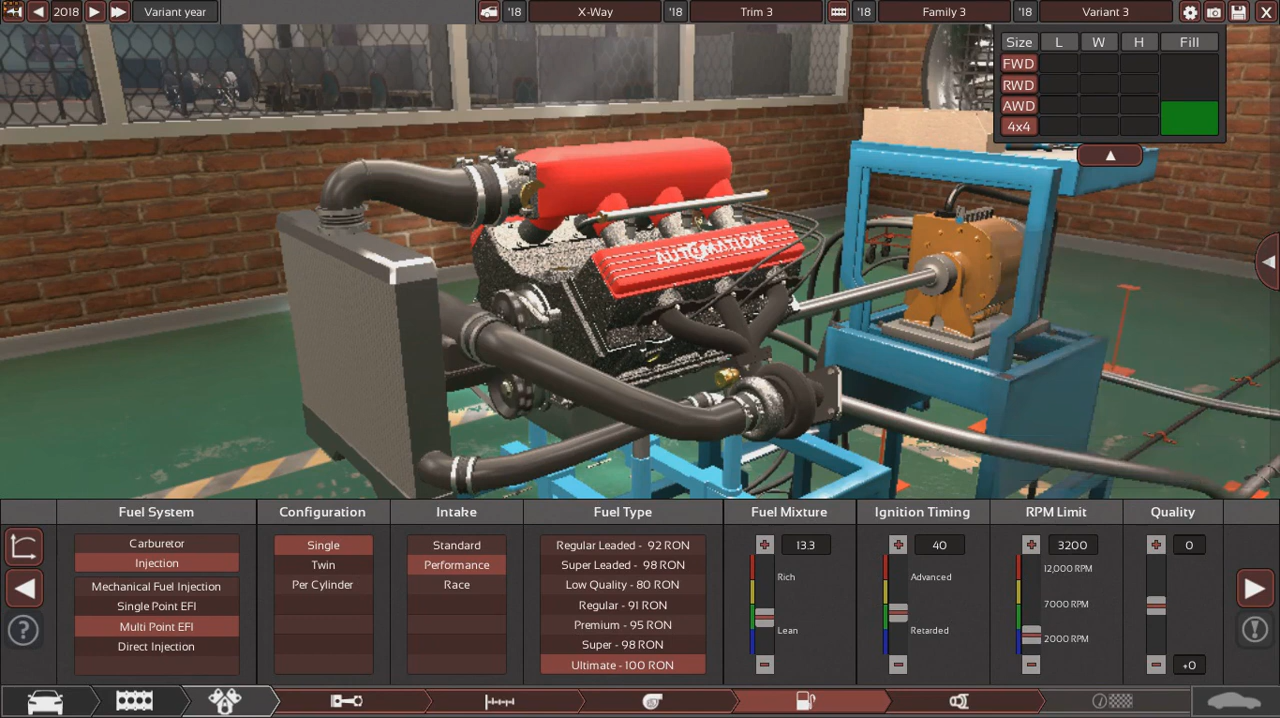 2018 Variant year '18 X-Way '18 Trim 3 '18 Family 3 '18 Variant 3
Size L W H Fill
FWD
RWD
AWD
4x4
AUTOMATION
Fuel System Configuration Intake Fuel Type Fuel Mixture Ignition Timing RPM Limit Quality
Carburetor Single Standard Regular Leaded - 92 RON 13.3 40 3200 0
Injection Twin Performance Super Leaded - 98 RON Rich Advanced 12,000 RPM
Mechanical Fuel Injection Per Cylinder Race Low Quality - 80 RON
Single Point EFI Regular - 91 RON 7000 RPM
Multi Point EFI Premium - 95 RON Lean Retarded 2000 RPM
Direct Injection Super - 98 RON
Ultimate - 100 RON +0